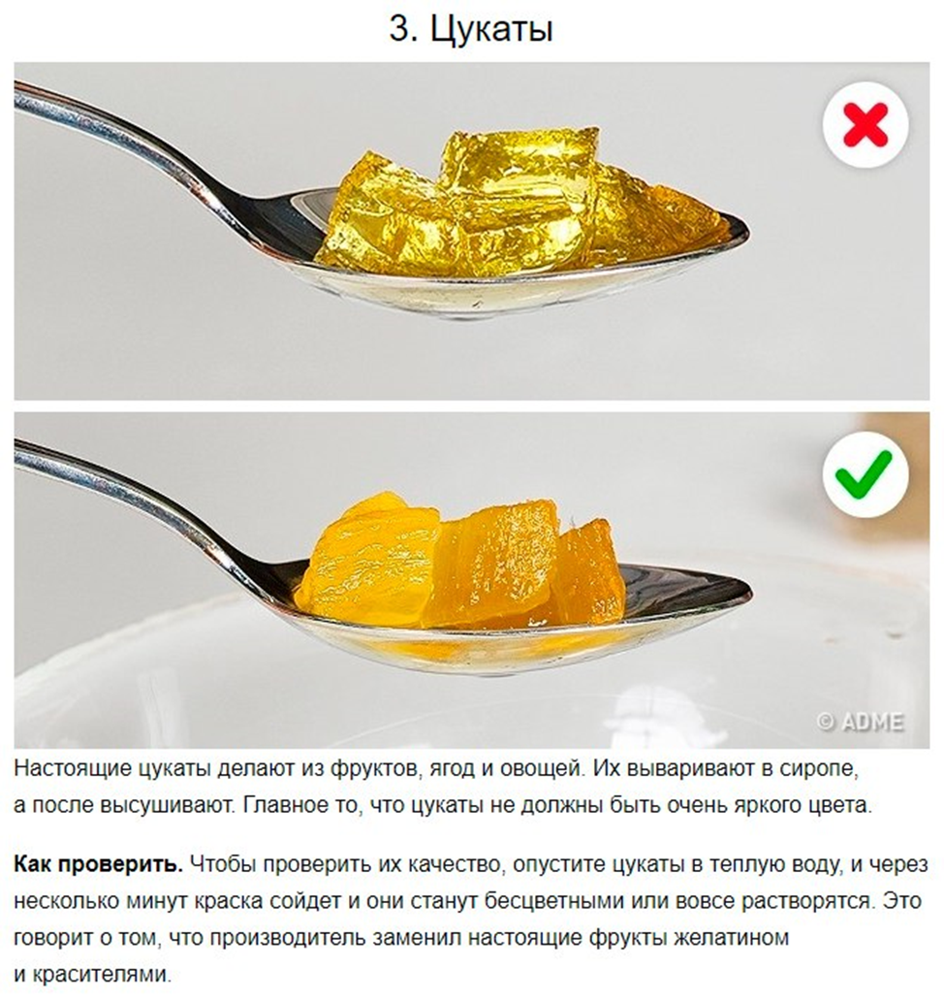 3. Цукаты
© ADME
Настоящие цукаты делают из фруктов, ягод и овощей. Их вываривают в сиропе,
а после высушивают. Главное то, что цукаты не должны быть очень яркого цвета.
Как проверить. Чтобы проверить их качество, опустите цукаты в теплую воду, и через
несколько минут краска сойдет и они станут бесцветными или вовсе растворятся. Это
говорит о том, что производитель заменил настоящие фрукты желатином
и красителями.